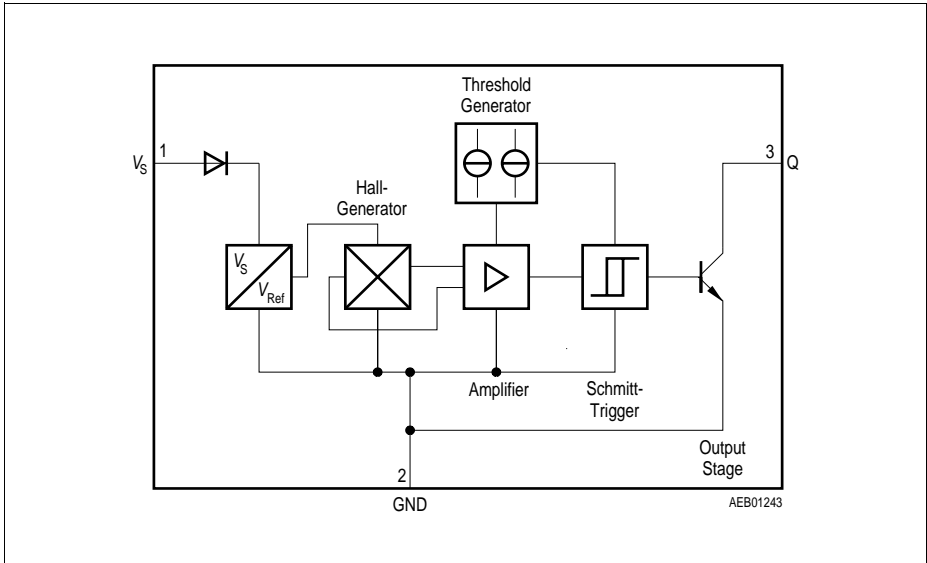 Threshold
Generator
1
V_S
3
Q
Hall-
Generator
V_S
V_Ref
Amplifier
Schmitt-
Trigger
Output
Stage
2
GND
AEB01243